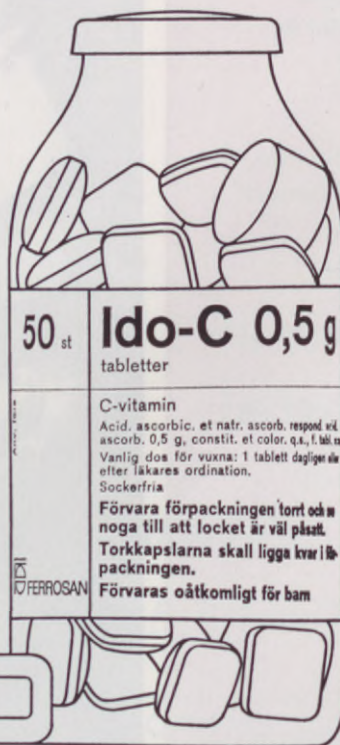 50 st
Ido-C 0,5 g
tabletter
C-vitamin
Acid. ascorbic. et natr. ascorb. respond.
ascorb. 0,5 g, constit. et color. q.s., f. tabl.
Vanlig dos för vuxna: 1 tablett dagligen
efter läkares ordination.
Sockerfria
Förvara förpackningen torrt och
noga till att locket är väl påsatt.
Torkkapslarna skall ligga kvar i
packningen.
FERROSAN
Förvaras oåtkomligt för barn